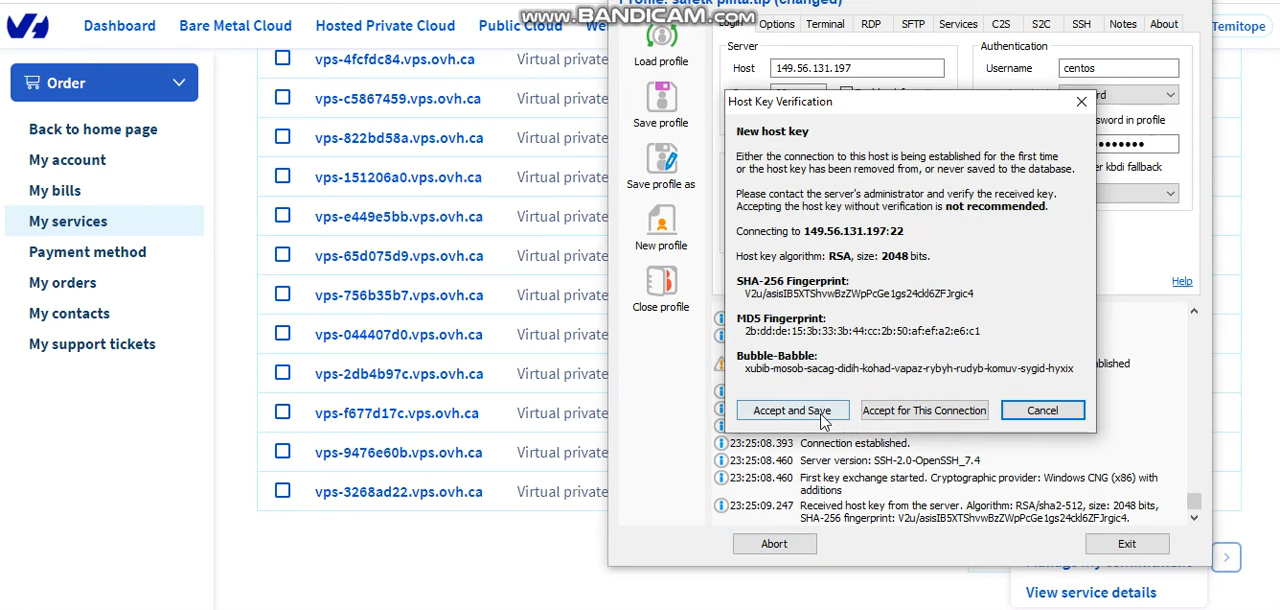 Profile: safetk pilita.tlp (changed)
www.BANDICAM.com
Dashboard
Bare Metal Cloud
Hosted Private Cloud
Public Cloud
We
Temitope
Order
Back to home page
My account
My bills
My services
Payment method
My orders
My contacts
My support tickets
vps-4fcfdc84.vps.ovh.ca Virtual private
vps-c5867459.vps.ovh.ca Virtual private
vps-822bd58a.vps.ovh.ca Virtual private
vps-151206a0.vps.ovh.ca Virtual private
vps-e449e5bb.vps.ovh.ca Virtual private
vps-65d075d9.vps.ovh.ca Virtual private
vps-756b35b7.vps.ovh.ca Virtual private
vps-044407d0.vps.ovh.ca Virtual private
vps-2db4b97c.vps.ovh.ca Virtual private
vps-f677d17c.vps.ovh.ca Virtual private
vps-9476e60b.vps.ovh.ca Virtual private
vps-3268ad22.vps.ovh.ca Virtual private
Load profile
Save profile
Save profile as
New profile
Close profile
Login Options Terminal RDP SFTP Services C2S S2C SSH Notes About
Server
Host 149.56.131.197
Authentication
Username centos
rd
sword in profile
•••••••
er kbdi fallback
Help
Host Key Verification
New host key
Either the connection to this host is being established for the first time
or the host key has been removed from, or never saved to the database.
Please contact the server's administrator and verify the received key.
Accepting the host key without verification is not recommended.
Connecting to 149.56.131.197:22
Host key algorithm: RSA, size: 2048 bits.
SHA-256 Fingerprint:
V2u/asisIB5XTShvwBzZWpPcGe1gs24ckl6ZFJrgic4
MD5 Fingerprint:
2b:dd:de:15:3b:33:3b:44:cc:2b:50:af:ef:a2:e6:c1
Bubble-Babble:
xubib-mosob-sacag-didih-kohad-vapaz-rybyh-rudyb-komuv-sygid-hyxix
Accept and Save Accept for This Connection Cancel
blished
23:25:08.393 Connection established.
23:25:08.460 Server version: SSH-2.0-OpenSSH_7.4
23:25:08.460 First key exchange started. Cryptographic provider: Windows CNG (x86) with
additions
23:25:09.247 Received host key from the server. Algorithm: RSA/sha2-512, size: 2048 bits,
SHA-256 fingerprint: V2u/asisIB5XTShvwBzZWpPcGe1gs24ckl6ZFJrgic4.
Abort Exit
View service details